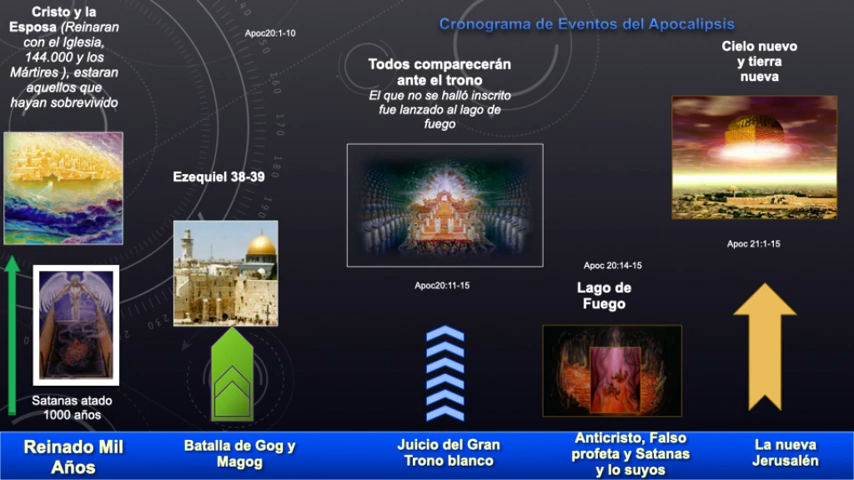 Cronograma de Eventos del Apocalipsis
Cristo y la
Esposa (Reinaran
con el Iglesia,
144.000 y los
Mártires ), estaran
aquellos que
hayan sobrevivido
Apoc20:1-10
Satanas atado
1000 años
Reinado Mil
Años
Ezequiel 38-39
Batalla de Gog y
Magog
Todos comparecerán
ante el trono
El que no se halló inscrito
fue lanzado al lago de
fuego
Apoc20:11-15
Juicio del Gran
Trono blanco
Apoc 20:14-15
Lago de
Fuego
Anticristo, Falso
profeta y Satanas
y lo suyos
Cielo nuevo
y tierra
nueva
Apoc 21:1-15
La nueva
Jerusalén